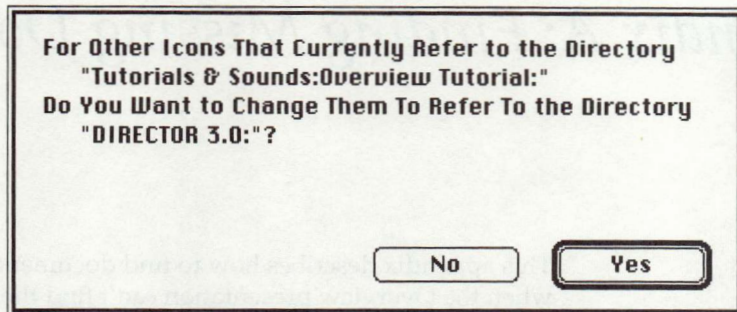 For Other Icons That Currently Refer to the Directory
"Tutorials & Sounds:Overview Tutorial:"
Do You Want to Change Them To Refer To the Directory
"DIRECTOR 3.0:"?
No
Yes